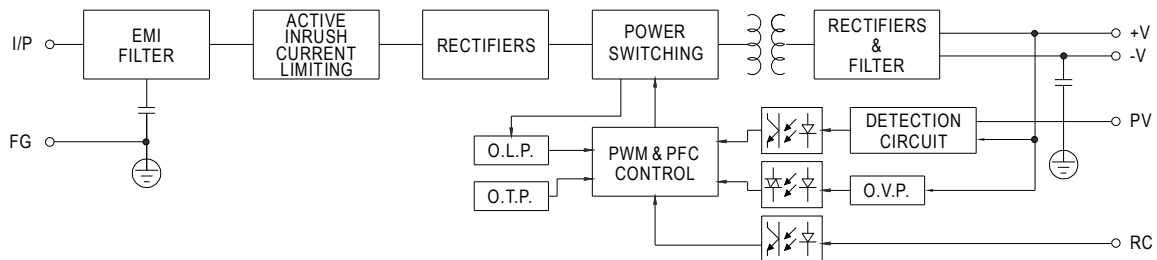 I/P
EMI
FILTER
ACTIVE
INRUSH
CURRENT
LIMITING
RECTIFIERS
POWER
SWITCHING
RECTIFIERS
&
FILTER
+V
-V
FG
O.L.P.
O.T.P.
PWM & PFC
CONTROL
DETECTION
CIRCUIT
PV
O.V.P.
RC